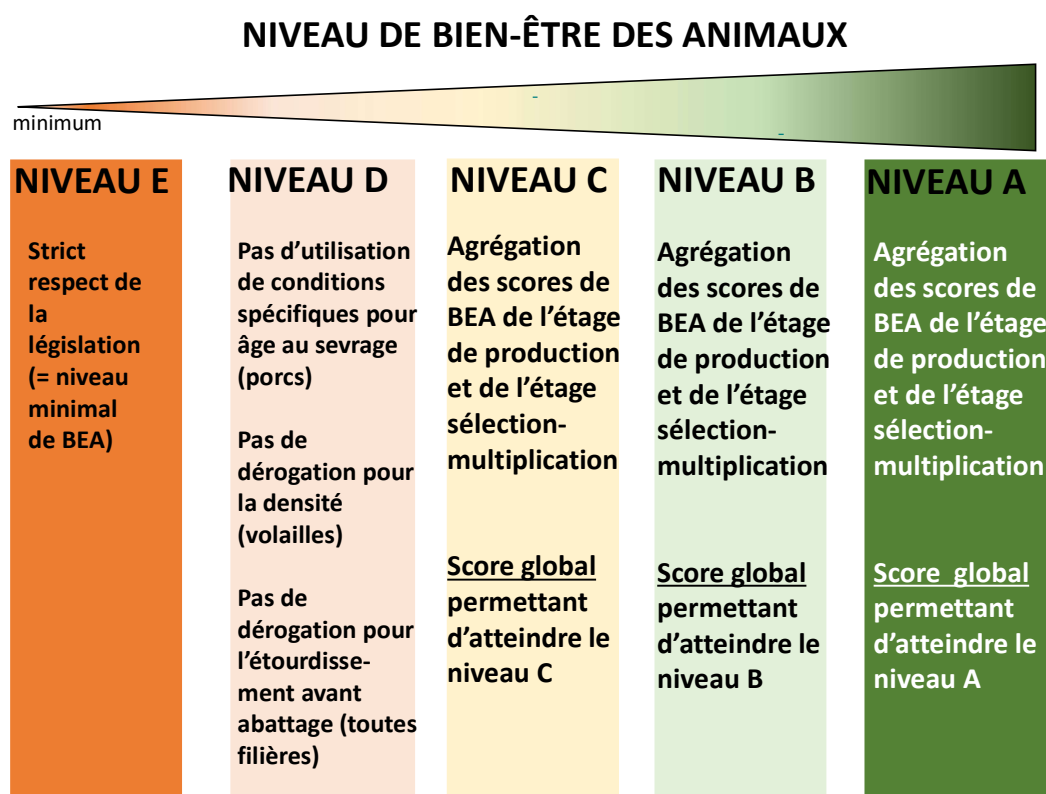 NIVEAU DE BIEN-ÊTRE DES ANIMAUX
minimum
NIVEAU E
Strict
respect de
la
législation
(= niveau
minimal
de BEA)
NIVEAU D
Pas d'utilisation
de conditions
spécifiques pour
âge au sevrage
(porcs)
Pas de
dérogation pour
la densité
(volailles)
Pas de
dérogation pour
l'étourdisse-
ment avant
abattage (toutes
filières)
NIVEAU C
Agrégation
des scores de
BEA de l'étage
de production
et de l'étage
sélection-
multiplication
Score global
permettant
d'atteindre le
niveau C
NIVEAU B
Agrégation
des scores de
BEA de l'étage
de production
et de l'étage
sélection-
multiplication
Score global
permettant
d'atteindre le
niveau B
NIVEAU A
Agrégation
des scores de
BEA de l'étage
de production
et de l'étage
sélection-
multiplication
Score global
permettant
d'atteindre le
niveau A